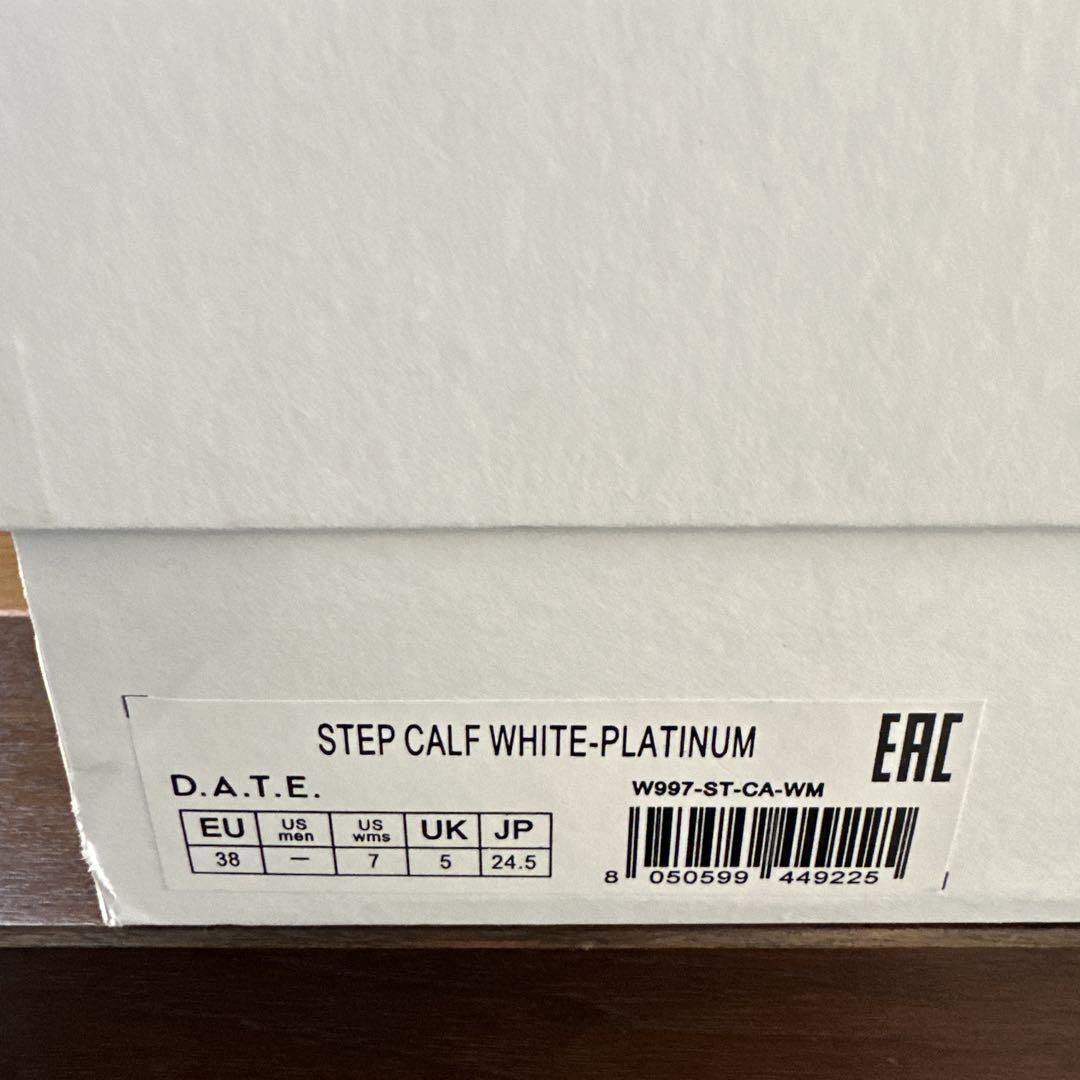 STEP CALF WHITE-PLATINUM
EAC
D.A.T.E.
W997-ST-CA-WM
EU US men US wms UK JP
38 — 7 5 24.5
8 050599 449225